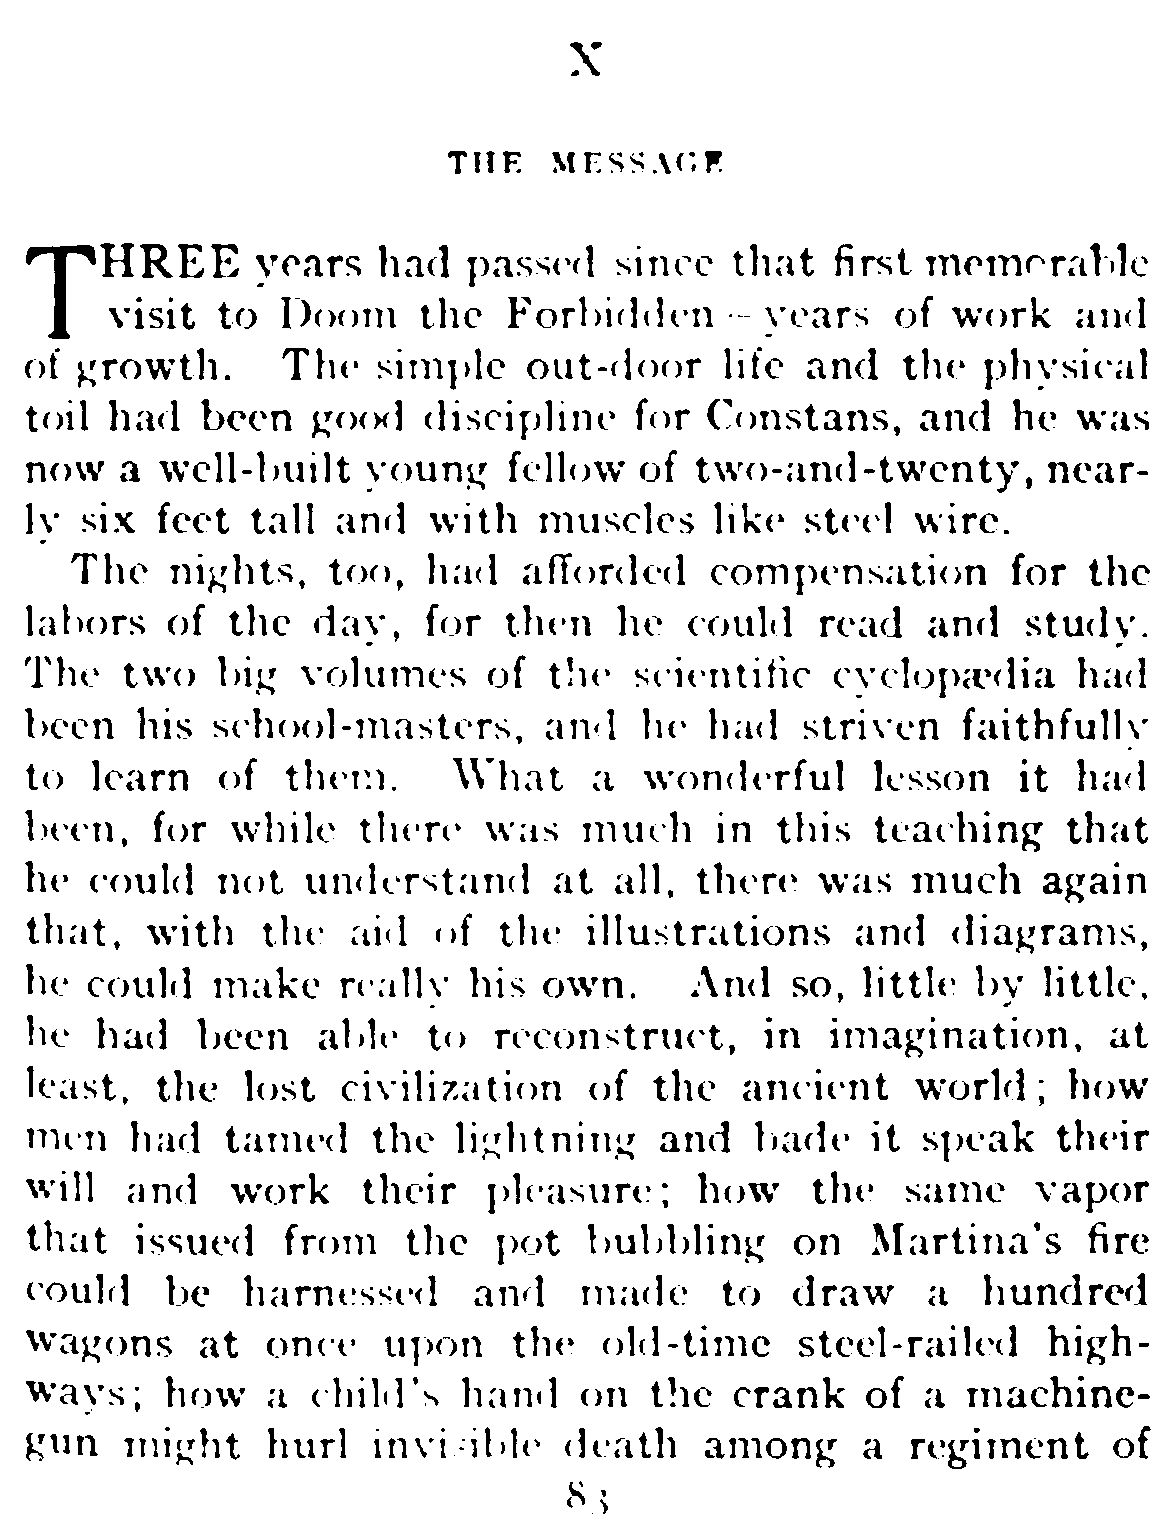 X
THE MESSAGE
THREE years had passed since that first memorable
visit to Doom the Forbidden—years of work and
of growth. The simple out-door life and the physical
toil had been good discipline for Constans, and he was
now a well-built young fellow of two-and-twenty, near-
ly six feet tall and with muscles like steel wire.
The nights, too, had afforded compensation for the
labors of the day, for then he could read and study.
The two big volumes of the scientific cyclopædia had
been his school-masters, and he had striven faithfully
to learn of them. What a wonderful lesson it had
been, for while there was much in this teaching that
he could not understand at all, there was much again
that, with the aid of the illustrations and diagrams,
he could make really his own. And so, little by little,
he had been able to reconstruct, in imagination, at
least, the lost civilization of the ancient world; how
men had tamed the lightning and bade it speak their
will and work their pleasure; how the same vapor
that issued from the pot bubbling on Martina's fire
could be harnessed and made to draw a hundred
wagons at once upon the old-time steel-railed high-
ways; how a child's hand on the crank of a machine-
gun might hurl invisible death among a regiment of
83